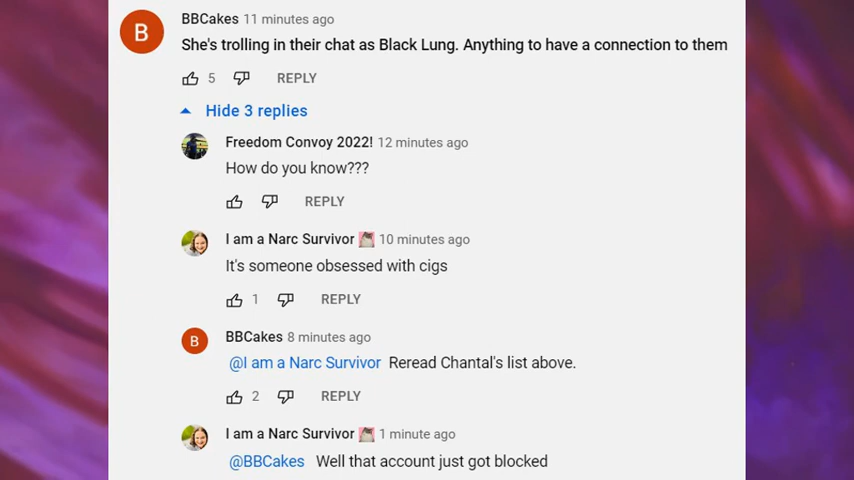 B
BBCakes 11 minutes ago
She's trolling in their chat as Black Lung. Anything to have a connection to them
5 REPLY
Hide 3 replies
Freedom Convoy 2022! 12 minutes ago
How do you know???
REPLY
I am a Narc Survivor 10 minutes ago
It's someone obsessed with cigs
1 REPLY
B
BBCakes 8 minutes ago
@I am a Narc Survivor Reread Chantal's list above.
2 REPLY
I am a Narc Survivor 1 minute ago
@BBCakes Well that account just got blocked